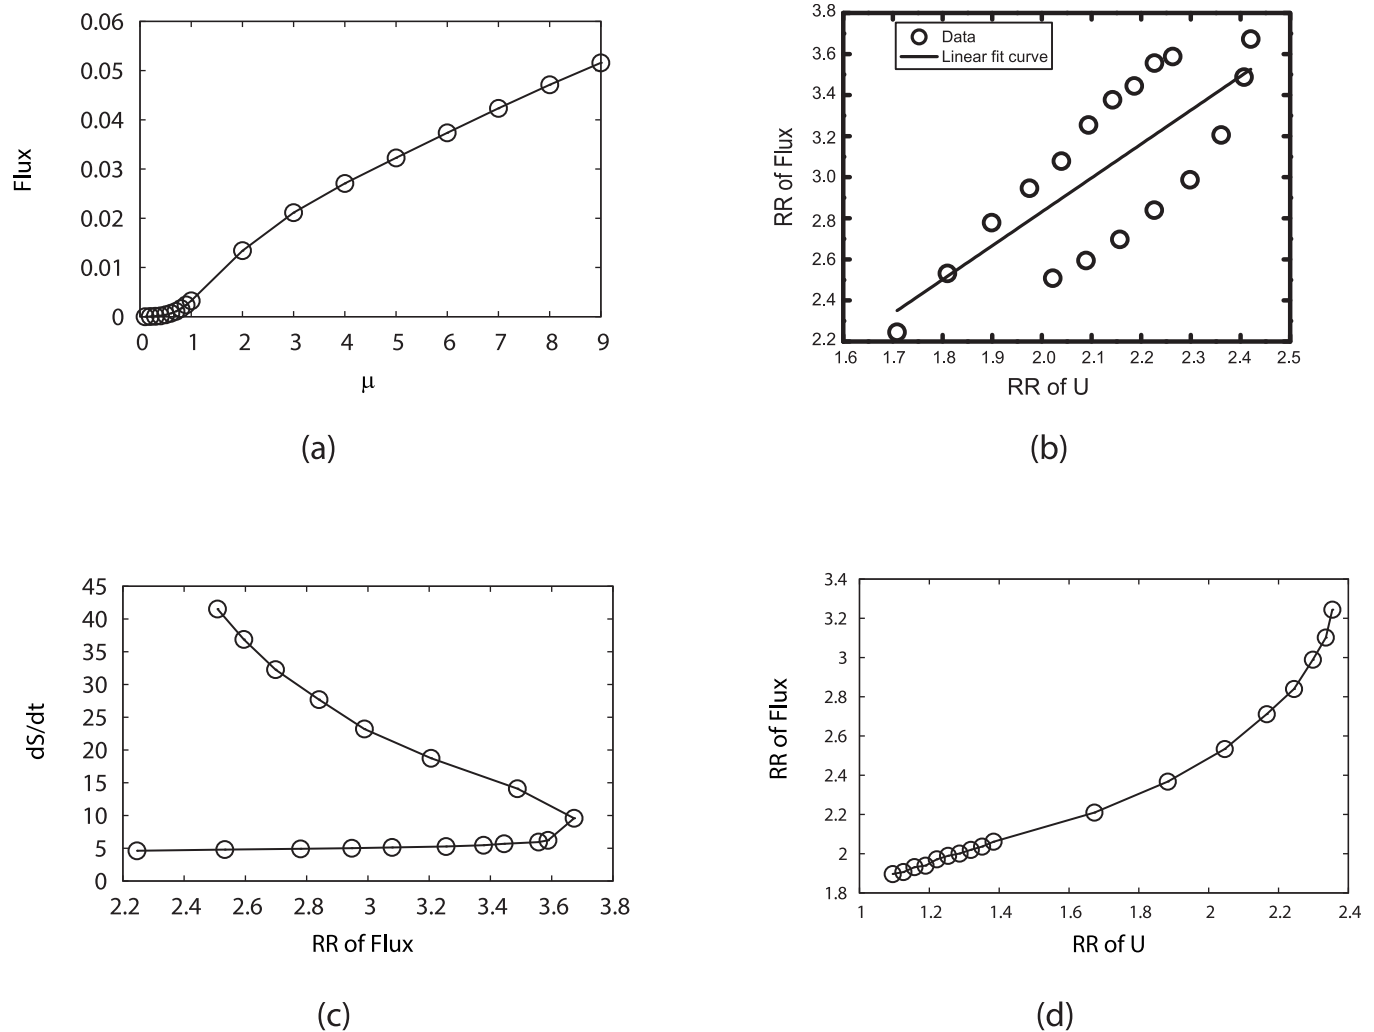 0.06
0.05
0.04
0.03
0.02
0.01
0
Flux
0 1 2 3 4 5 6 7 8 9
μ
(a)
3.8
3.6
3.4
3.2
3.0
2.8
2.6
2.4
2.2
RR of Flux
Data
Linear fit curve
1.6 1.7 1.8 1.9 2.0 2.1 2.2 2.3 2.4 2.5
RR of U
(b)
45
40
35
30
25
20
15
10
5
0
dS/dt
2.2 2.4 2.6 2.8 3 3.2 3.4 3.6 3.8
RR of Flux
(c)
3.4
3.2
3
2.8
2.6
2.4
2.2
2
1.8
RR of Flux
1 1.2 1.4 1.6 1.8 2 2.2 2.4
RR of U
(d)